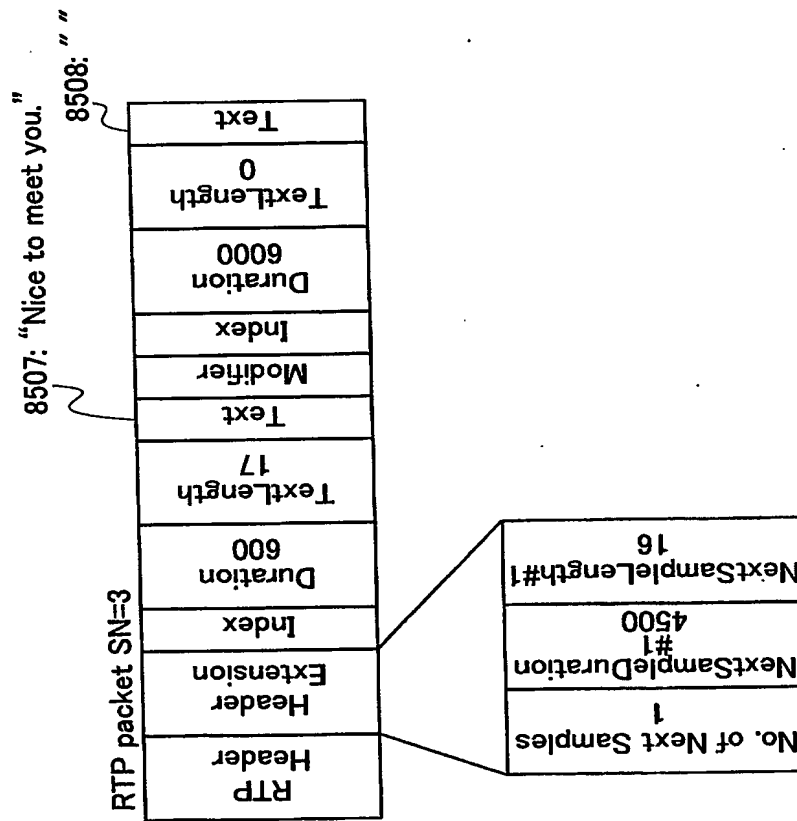 RTP packet SN=3
RTP
Header
Header
Extension
Index
Duration
600
TextLength
17
Text
Modifier
Index
Duration
6000
TextLength
0
Text
8507: “Nice to meet you.”
8508: “ ”
No. of Next Samples
1
NextSampleDuration
#1
4500
NextSampleLength#1
16